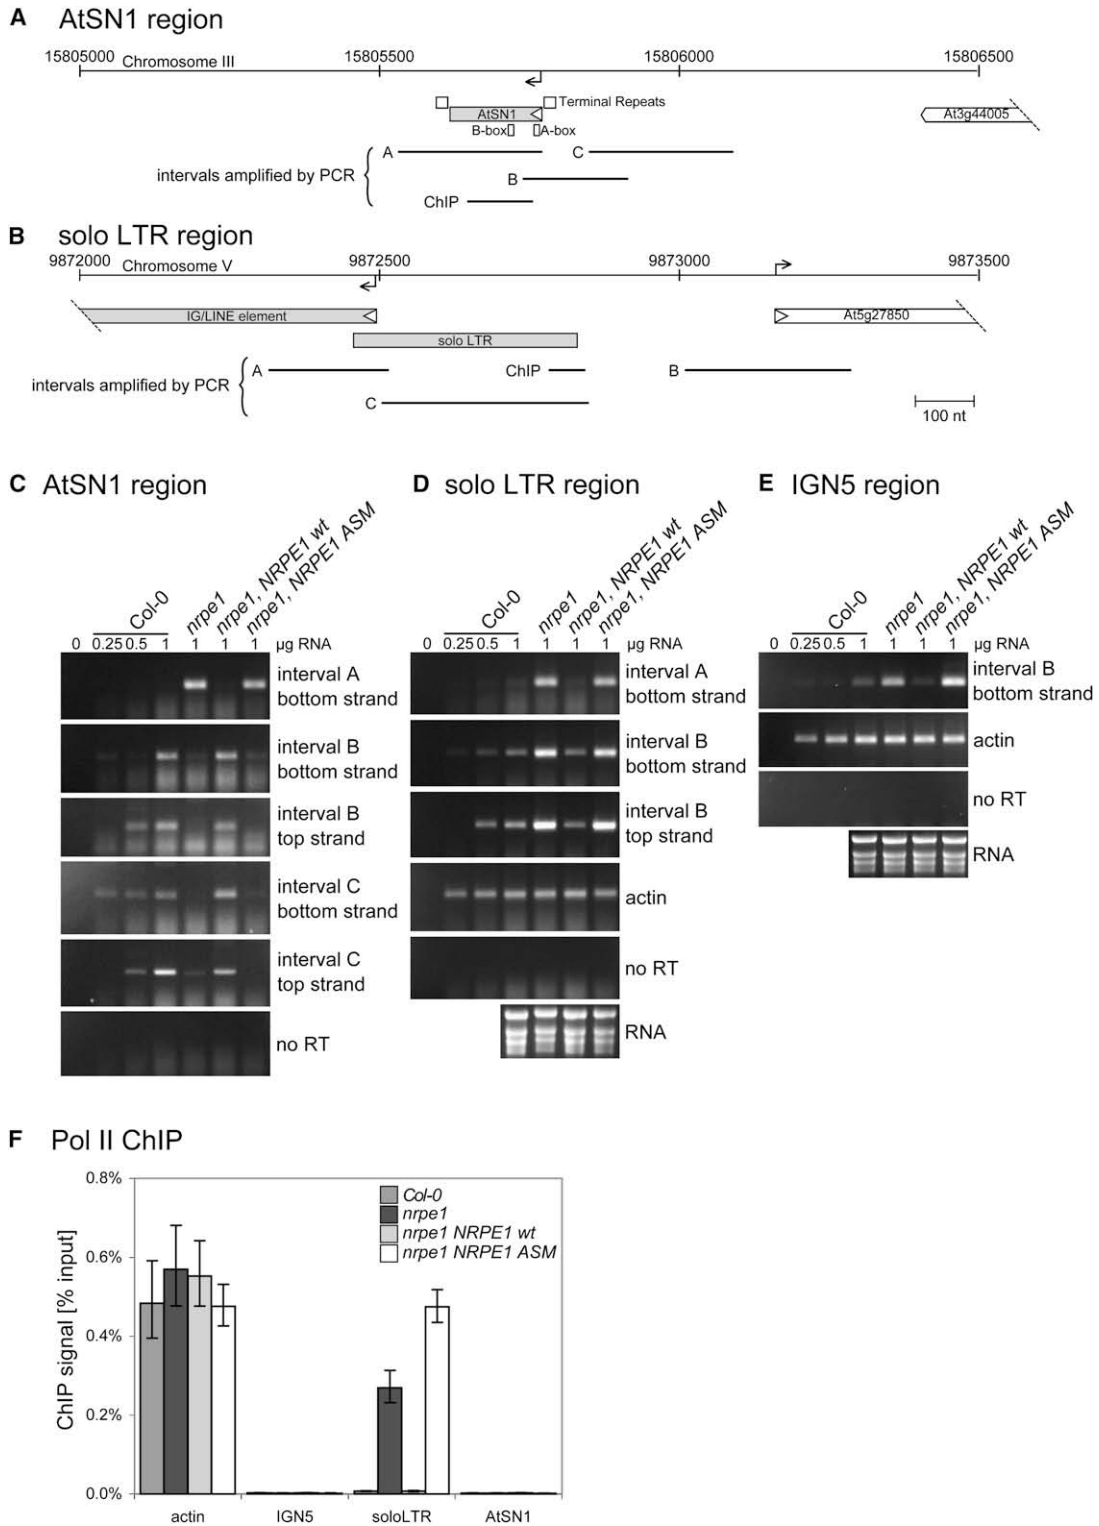 A AtSN1 region
15805000 Chromosome III 15805500 15806000 15806500
Terminal Repeats
AtSN1 At3g44005
B-box A-box
A C
intervals amplified by PCR
B
ChIP
B solo LTR region
9872000 Chromosome V 9872500 9873000 9873500
IG/LINE element At5g27850
solo LTR
A ChIP B
intervals amplified by PCR
C
100 nt
C AtSN1 region
Col-0
nrpe1
nrpe1, NRPE1 wt
nrpe1, NRPE1 ASM
0 0.25 0.5 1 1 1 1 µg RNA
interval A
bottom strand
interval B
bottom strand
interval B
top strand
interval C
bottom strand
interval C
top strand
no RT
D solo LTR region
Col-0
nrpe1
nrpe1, NRPE1 wt
nrpe1, NRPE1 ASM
0 0.25 0.5 1 1 1 1 µg RNA
interval A
bottom strand
interval B
bottom strand
interval B
top strand
actin
no RT
RNA
E IGN5 region
Col-0
nrpe1
nrpe1, NRPE1 wt
nrpe1, NRPE1 ASM
0 0.25 0.5 1 1 1 1 µg RNA
interval B
bottom strand
actin
no RT
RNA
F Pol II ChIP
ChIP signal [% input]
0.8%
0.6%
0.4%
0.2%
0.0%
Col-0
nrpe1
nrpe1 NRPE1 wt
nrpe1 NRPE1 ASM
actin IGN5 soloLTR AtSN1